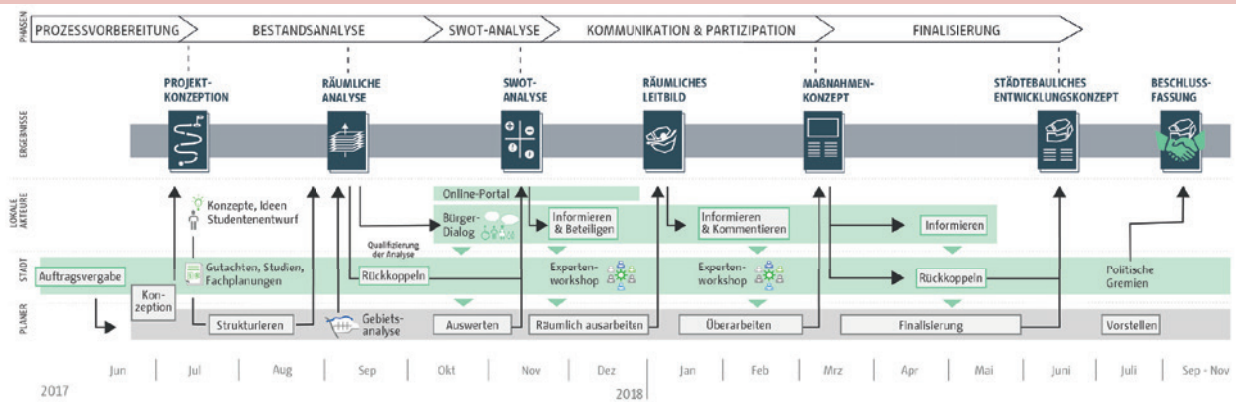 PHASEN
PROZESSVORBEREITUNG
BESTANDSANALYSE
SWOT-ANALYSE
KOMMUNIKATION & PARTIZIPATION
FINALISIERUNG
ERGEBNISSE
PROJEKT-
KONZEPTION
RÄUMLICHE
ANALYSE
SWOT-
ANALYSE
RÄUMLICHES
LEITBILD
MAßNAHMEN-
KONZEPT
STÄDTEBAULICHES
ENTWICKLUNGSKONZEPT
BESCHLUSS-
FASSUNG
LOKALE
AKTEURE
Konzepte, Ideen
Studentenentwurf
Online-Portal
Bürger-
Dialog
Informieren
& Beteiligen
Informieren
& Kommentieren
Informieren
STADT
Auftragsvergabe
Gutachten, Studien,
Fachplanungen
Qualifizierung
der Analyse
Rückkoppeln
Experten-
workshop
Experten-
workshop
Rückkoppeln
Politische
Gremien
PLANER
Kon-
zeption
Strukturieren
Gebiets-
analyse
Auswerten
Räumlich ausarbeiten
Überarbeiten
Finalisierung
Vorstellen
Jun
Jul
Aug
Sep
Okt
Nov
Dez
Jan
Feb
Mrz
Apr
Mai
Juni
Juli
Sep - Nov
2017
2018